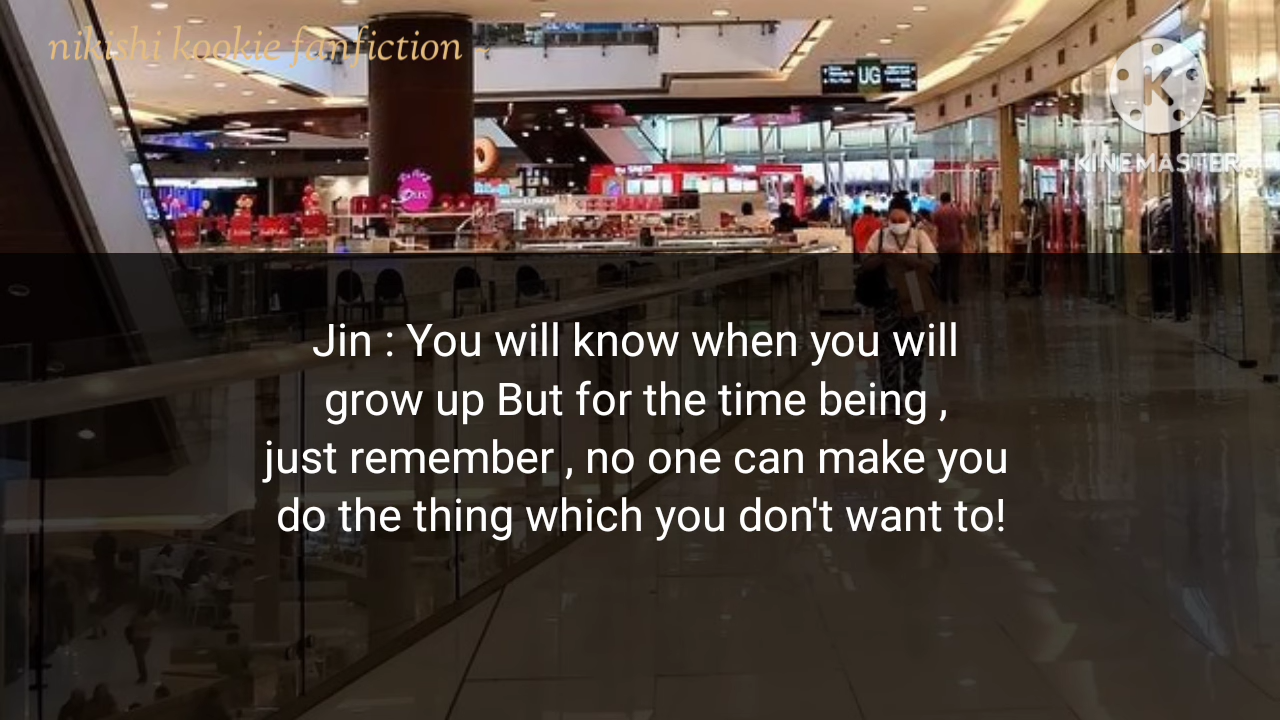 nikishi kookie fanfiction
UG
K
KINEMASTER
Jin : You will know when you will
grow up But for the time being ,
just remember , no one can make you
do the thing which you don't want to!